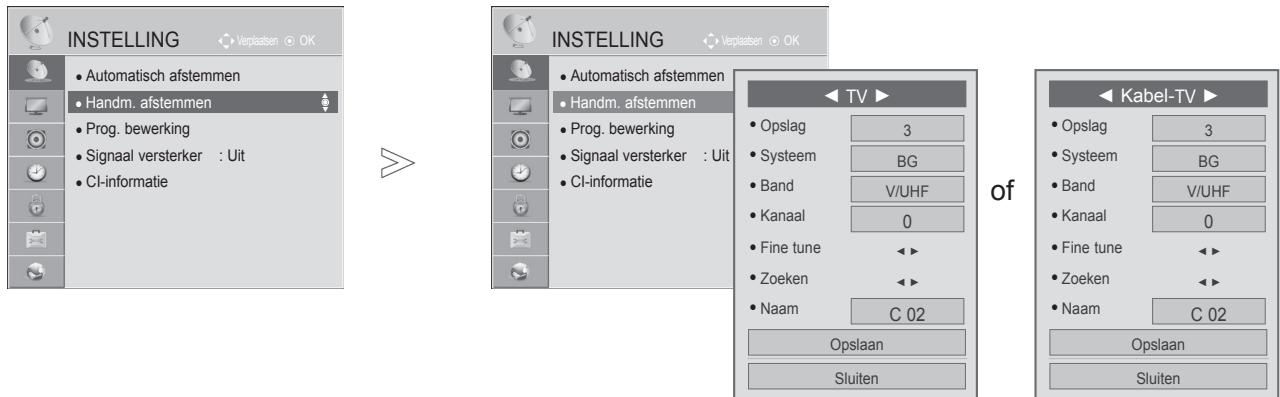 INSTELLING
Verplaatsen OK
• Automatisch afstemmen
• Handm. afstemmen
• Prog. bewerking
• Signaal versterker : Uit
• CI-informatie
INSTELLING
Verplaatsen OK
• Automatisch afstemmen
• Handm. afstemmen
• Prog. bewerking
• Signaal versterker : Uit
• CI-informatie
◄ TV ►
• Opslag 3
• Systeem BG
• Band V/UHF
• Kanaal 0
• Fine tune ◄ ►
• Zoeken ◄ ►
• Naam C 02
Opslaan
Sluiten
of
◄ Kabel-TV ►
• Opslag 3
• Systeem BG
• Band V/UHF
• Kanaal 0
• Fine tune ◄ ►
• Zoeken ◄ ►
• Naam C 02
Opslaan
Sluiten